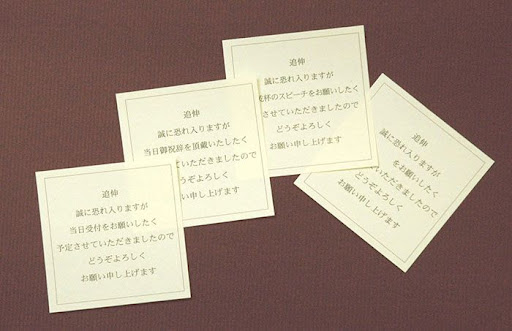 追伸
誠に恐れ入りますが
当日受付をお願いしたく
予定させていただきましたので
どうぞよろしく
お願い申し上げます
追伸
誠に恐れ入りますが
当日御祝辞を頂戴いたしたく
ていただきましたので
どうぞよろしく
お願い申し上げます
追伸
誠に恐れ入りますが
杯のスピーチをお願いしたく
させていただきましたので
どうぞよろしく
お願い申し上げます
追伸
誠に恐れ入りますが
をお願いしたく
いただきましたので
どうぞよろしく
お願い申し上げます